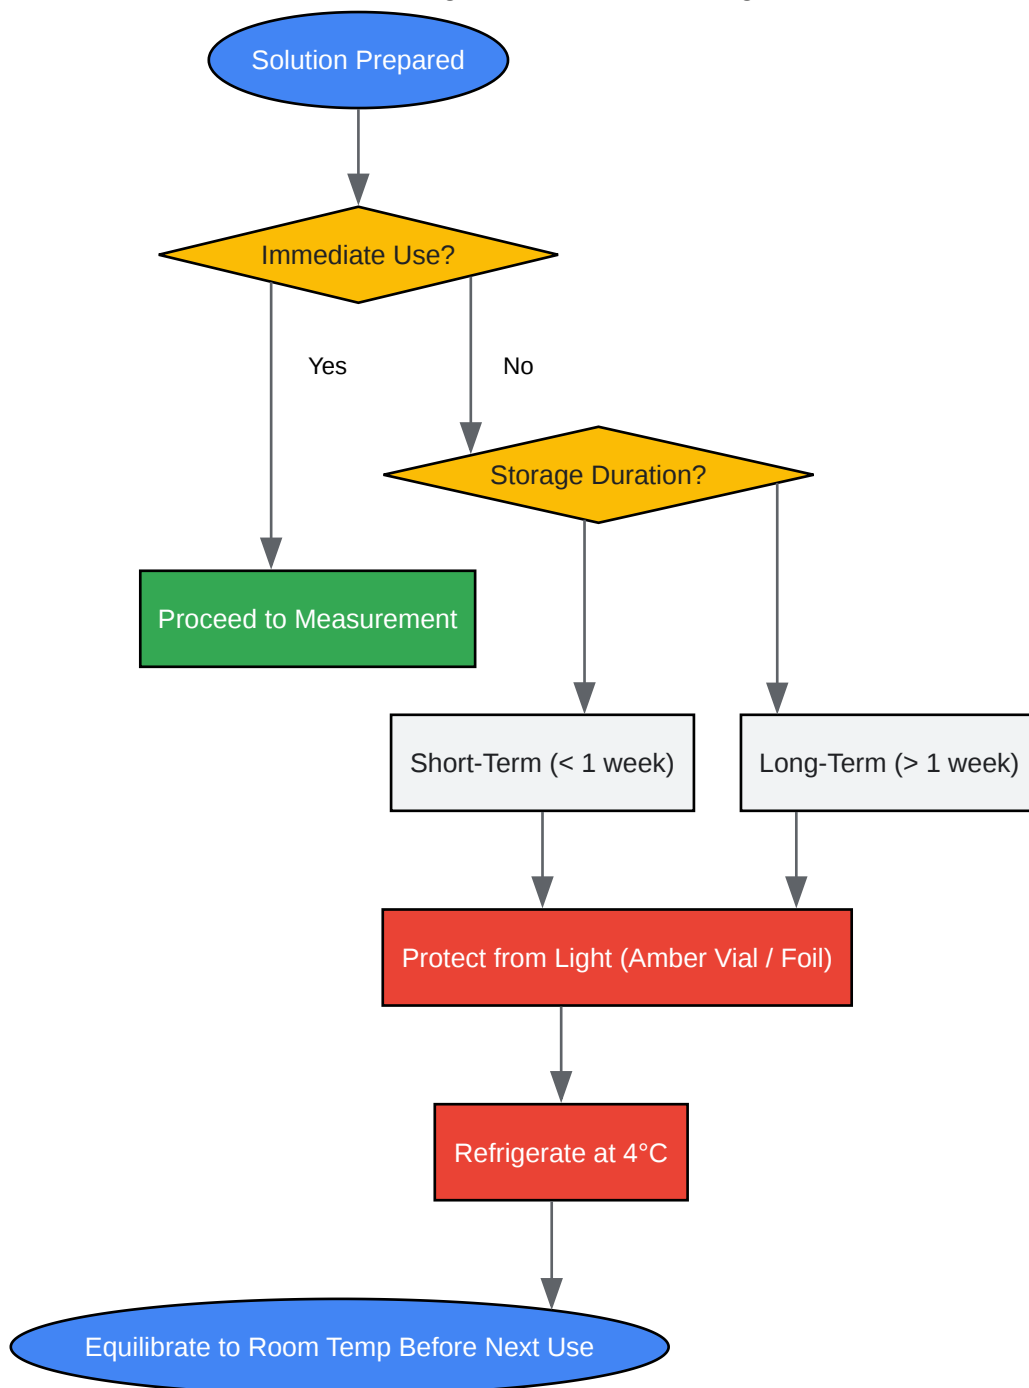 Solution Prepared
Immediate Use?
Yes
No
Storage Duration?
Proceed to Measurement
Short-Term (< 1 week)
Long-Term (> 1 week)
Protect from Light (Amber Vial / Foil)
Refrigerate at 4°C
Equilibrate to Room Temp Before Next Use